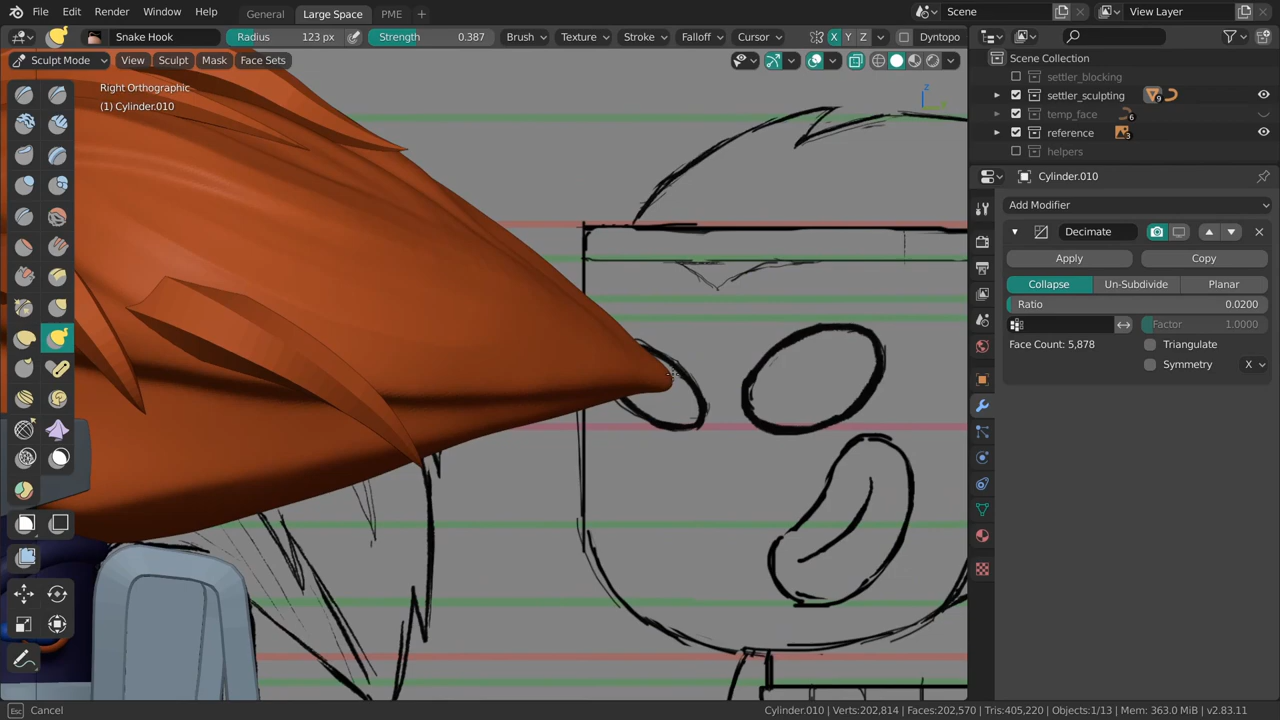 File Edit Render Window Help General Large Space PME + Scene View Layer
Snake Hook Radius 123 px Strength 0.387 Brush Texture Stroke Falloff Cursor X Y Z Dyntopo
Sculpt Mode View Sculpt Mask Face Sets
Right Orthographic
(1) Cylinder.010
z
Scene Collection
settler_blocking
settler_sculpting 9
temp_face 6
reference 3
helpers
Cylinder.010
Add Modifier
Decimate
Apply Copy
Collapse Un-Subdivide Planar
Ratio 0.0200
Factor 1.0000
Face Count: 5,878 Triangulate
Symmetry X
Esc Cancel Cylinder.010 | Verts:202,814 | Faces:202,570 | Tris:405,220 | Objects:1/13 | Mem: 363.0 MiB | v2.83.11